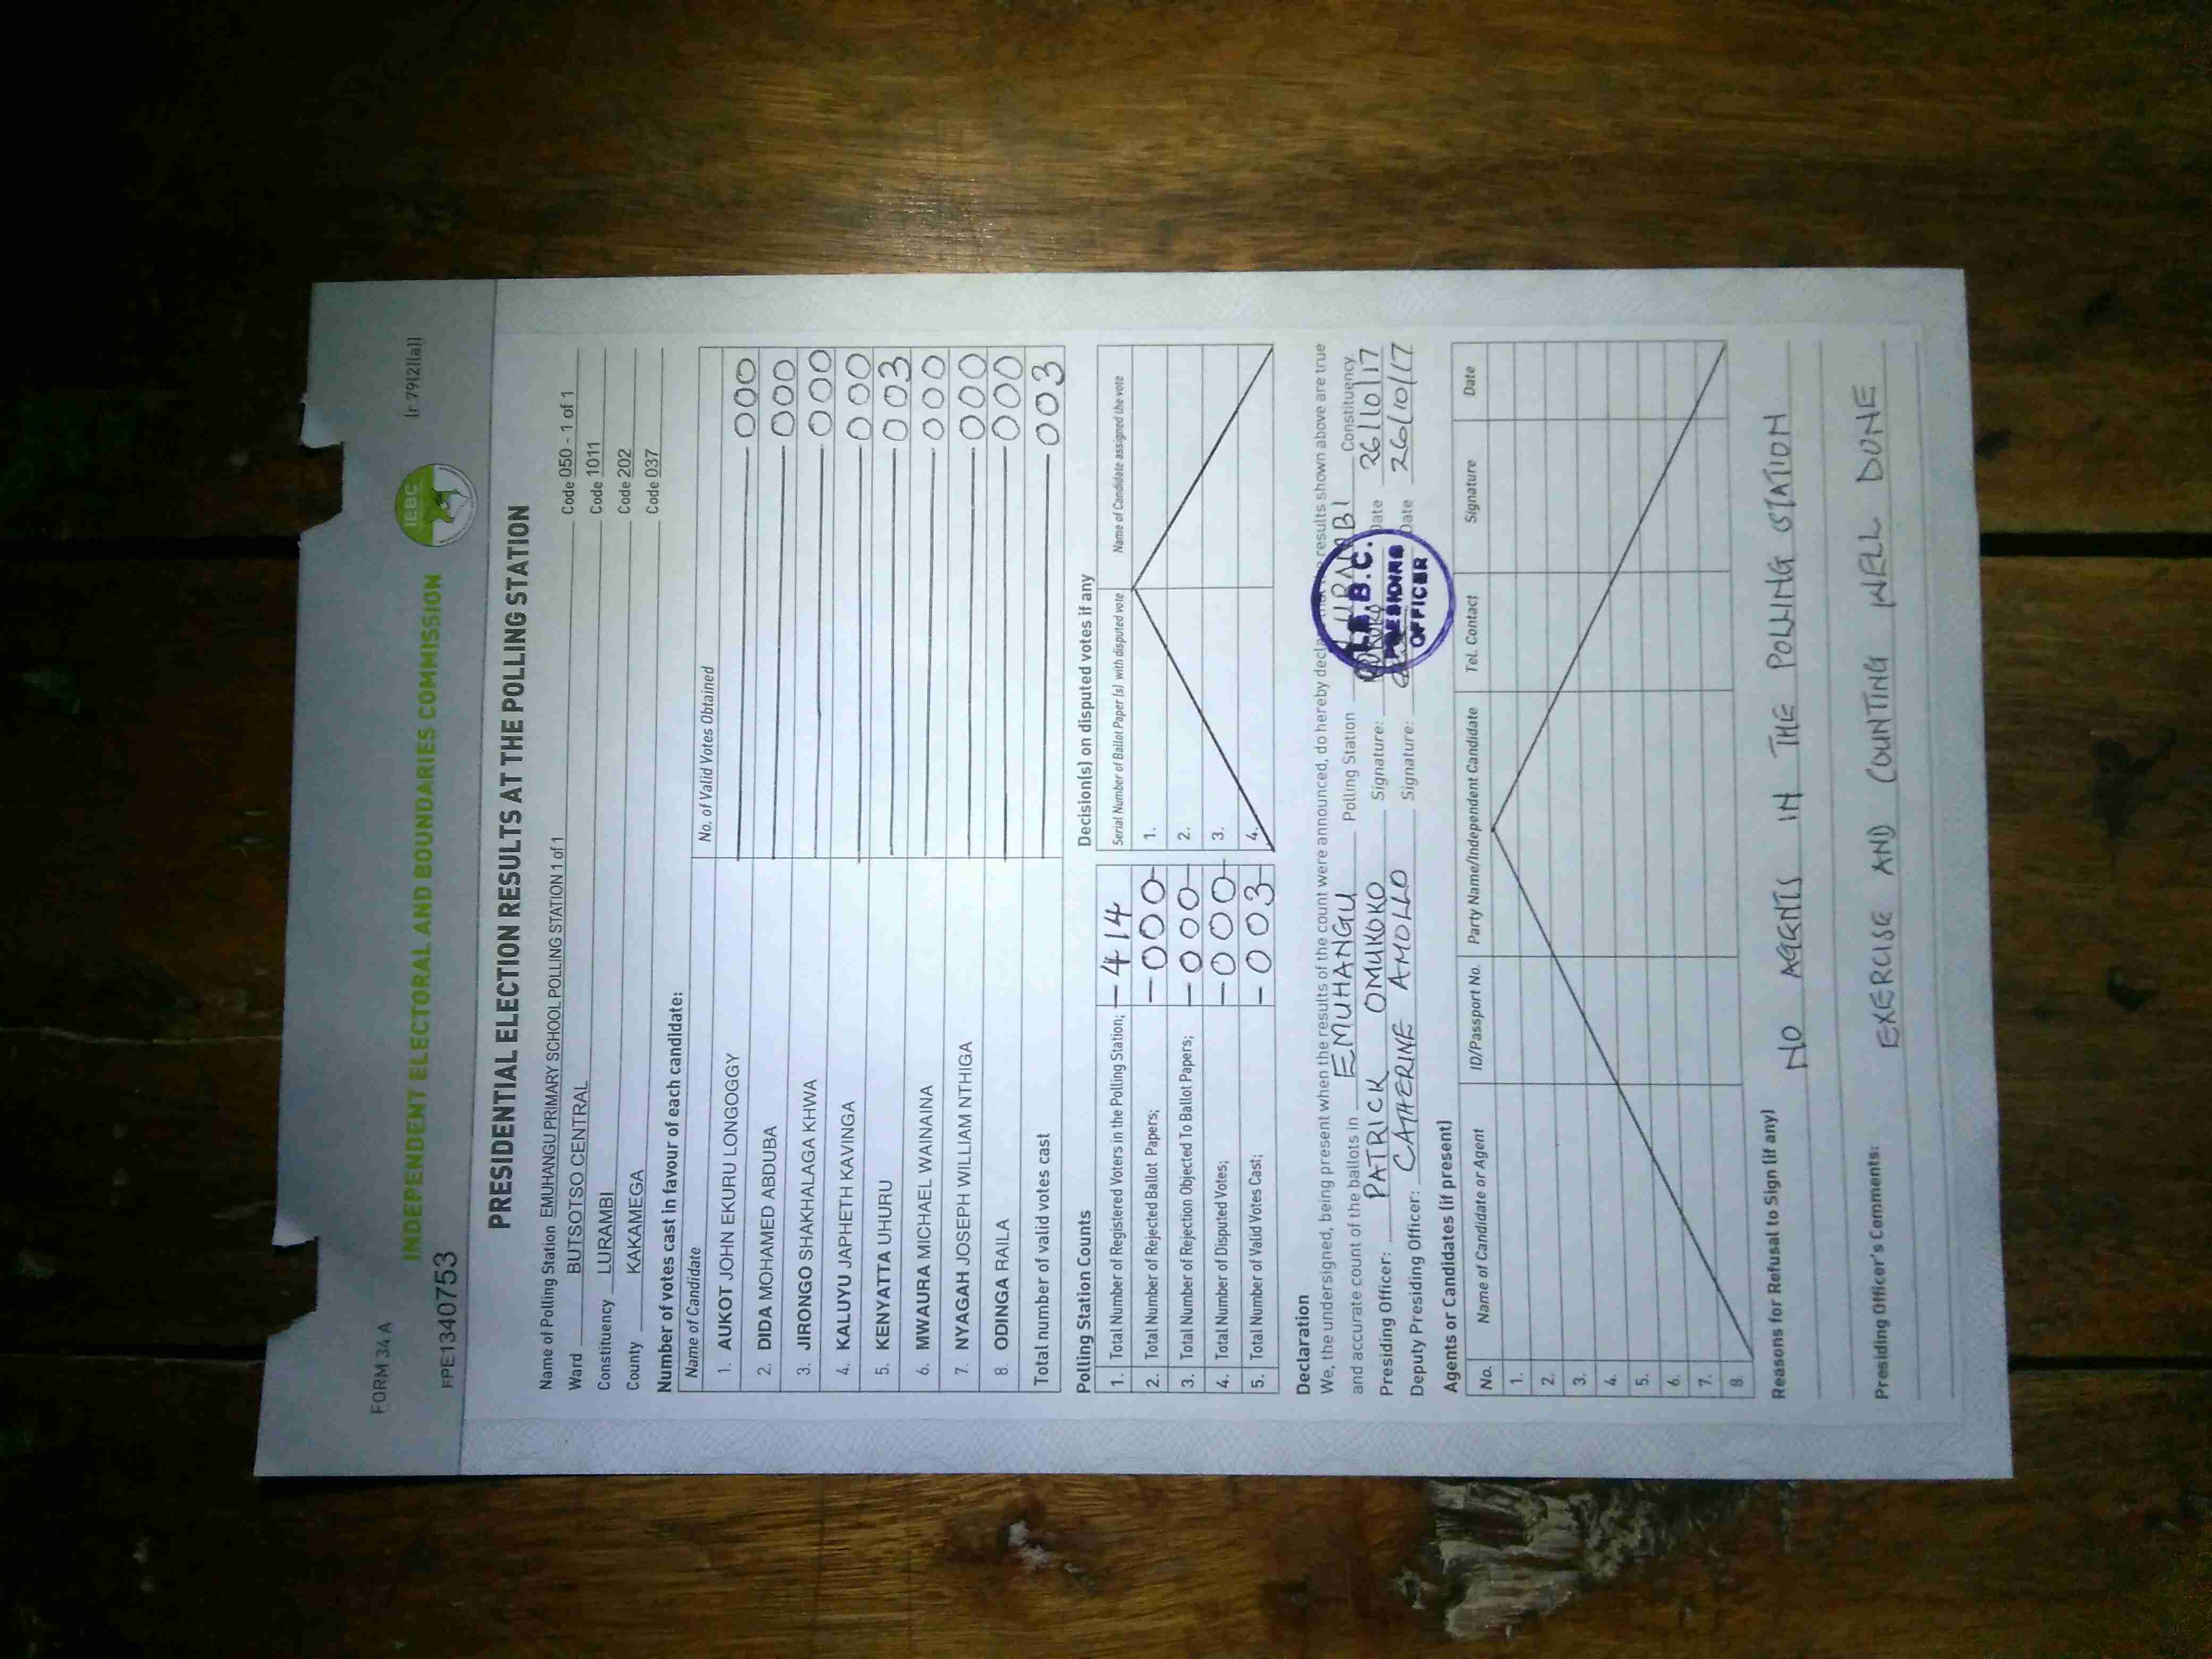 FORM 34 A
[r 79(2)(a)]
IEBC
INDEPENDENT ELECTORAL AND BOUNDARIES COMMISSION
FPE1340753
PRESIDENTIAL ELECTION RESULTS AT THE POLLING STATION
Name of Polling Station EMUHANGU PRIMARY SCHOOL POLLING STATION 1 of 1 Code 050 - 1 of 1
Ward BUTSOTSO CENTRAL Code 1011
Constituency LURAMBI Code 202
County KAKAMEGA Code 037
Number of votes cast in favour of each candidate:
Name of Candidate No. of Valid Votes Obtained
1. AUKOT JOHN EKURU LONGOGGY 000
2. DIDA MOHAMED ABDUBA 000
3. JIRONGO SHAKHALAGA KHWA 000
4. KALUYU JAPHETH KAVINGA 000
5. KENYATTA UHURU 003
6. MWAURA MICHAEL WAINAINA 000
7. NYAGAH JOSEPH WILLIAM NTHIGA 000
8. ODINGA RAILA 000
Total number of valid votes cast 003
Polling Station Counts
1. Total Number of Registered Voters in the Polling Station; - 414
2. Total Number of Rejected Ballot Papers; - 000
3. Total Number of Rejection Objected To Ballot Papers; - 000
4. Total Number of Disputed Votes; - 000
5. Total Number of Valid Votes Cast; - 003
Decision(s) on disputed votes if any
Serial Number of Ballot Paper (s) with disputed vote Name of Candidate assigned the vote
1.
2.
3.
4.
Declaration
We, the undersigned, being present when the results of the count were announced, do hereby declare that the results shown above are true
and accurate count of the ballots in EMUHANGU Polling Station LURAMBI Constituency
Presiding Officer: PATRICK OMUKOKO Signature: Date 26/10/17
Deputy Presiding Officer: CATHERINE AMOLLO Signature: Date 26/10/17
I.E.B.C.
PRESIDING
OFFICER
Agents or Candidates (if present)
No. Name of Candidate or Agent ID/Passport No. Party Name/Independent Candidate Tel. Contact Signature Date
1.
2.
3.
4.
5.
6.
7.
8.
Reasons for Refusal to Sign (if any)
NO AGENTS IN THE POLLING STATION
Presiding Officer's Comments:
EXERCISE AND COUNTING WELL DONE